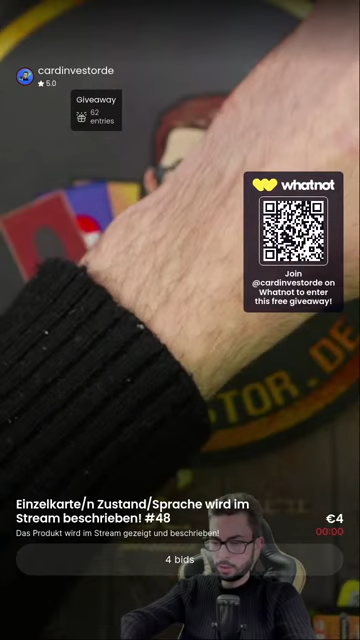 cardinvestorde
★ 5.0
Giveaway
62
entries
whatnot
Join
@cardinvestorde on
Whatnot to enter
this free giveaway!
STOR.DE
Einzelkarte/n Zustand/Sprache wird im
Stream beschrieben! #48
€4
Das Produkt wird im Stream gezeigt und beschrieben!
00:00
4 bids